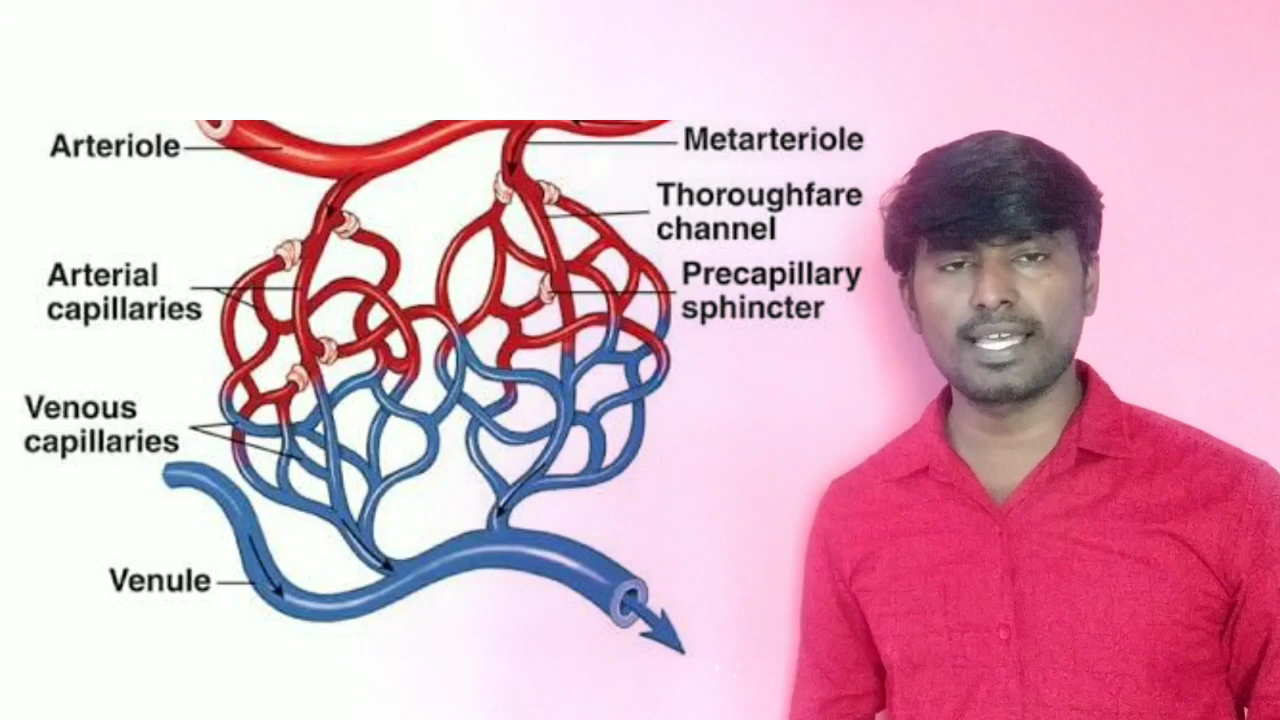 Arteriole
Metarteriole
Thoroughfare
channel
Arterial
capillaries
Precapillary
sphincter
Venous
capillaries
Venule